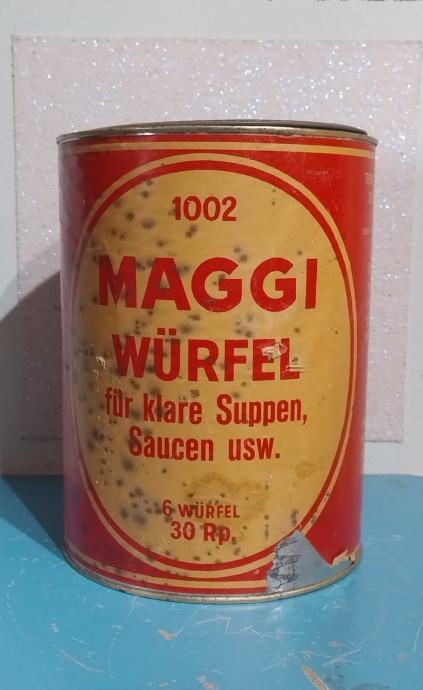 1002
MAGGI
WÜRFEL
für klare Suppen,
Saucen usw.
6 WÜRFEL
30 Rp.